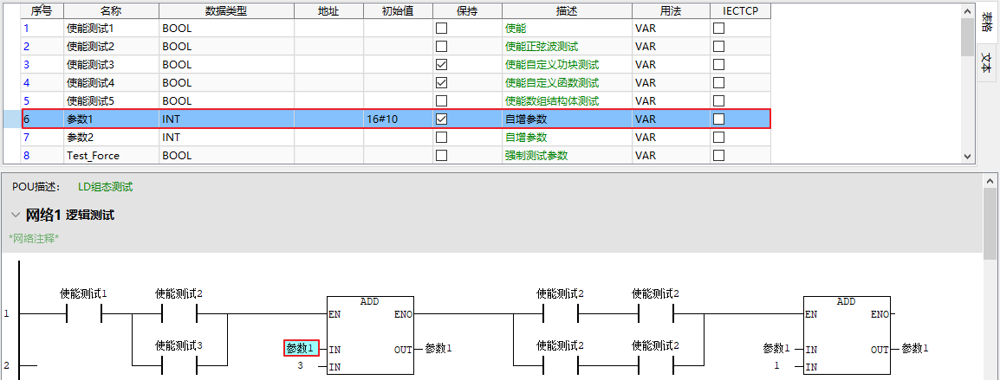 序号 名称 数据类型 地址 初始值 保持 描述 用法 IECTCP
1 使能测试1 BOOL 使能 VAR
2 使能测试2 BOOL 使能正弦波测试 VAR
3 使能测试3 BOOL 使能自定义功块测试 VAR
4 使能测试4 BOOL 使能自定义函数测试 VAR
5 使能测试5 BOOL 使能数组结构体测试 VAR
6 参数1 INT 16#10 自增参数 VAR
7 参数2 INT 自增参数 VAR
8 Test_Force BOOL 强制测试参数 VAR
表格
文本
POU描述： LD组态测试
网络1 逻辑测试
*网络注释*
使能测试1 使能测试2 ADD 使能测试2 使能测试2 ADD
1 EN ENO EN ENO
使能测试3 使能测试2 使能测试2
参数1 IN OUT 参数1 参数1 IN OUT 参数1
2 3 IN 1 IN